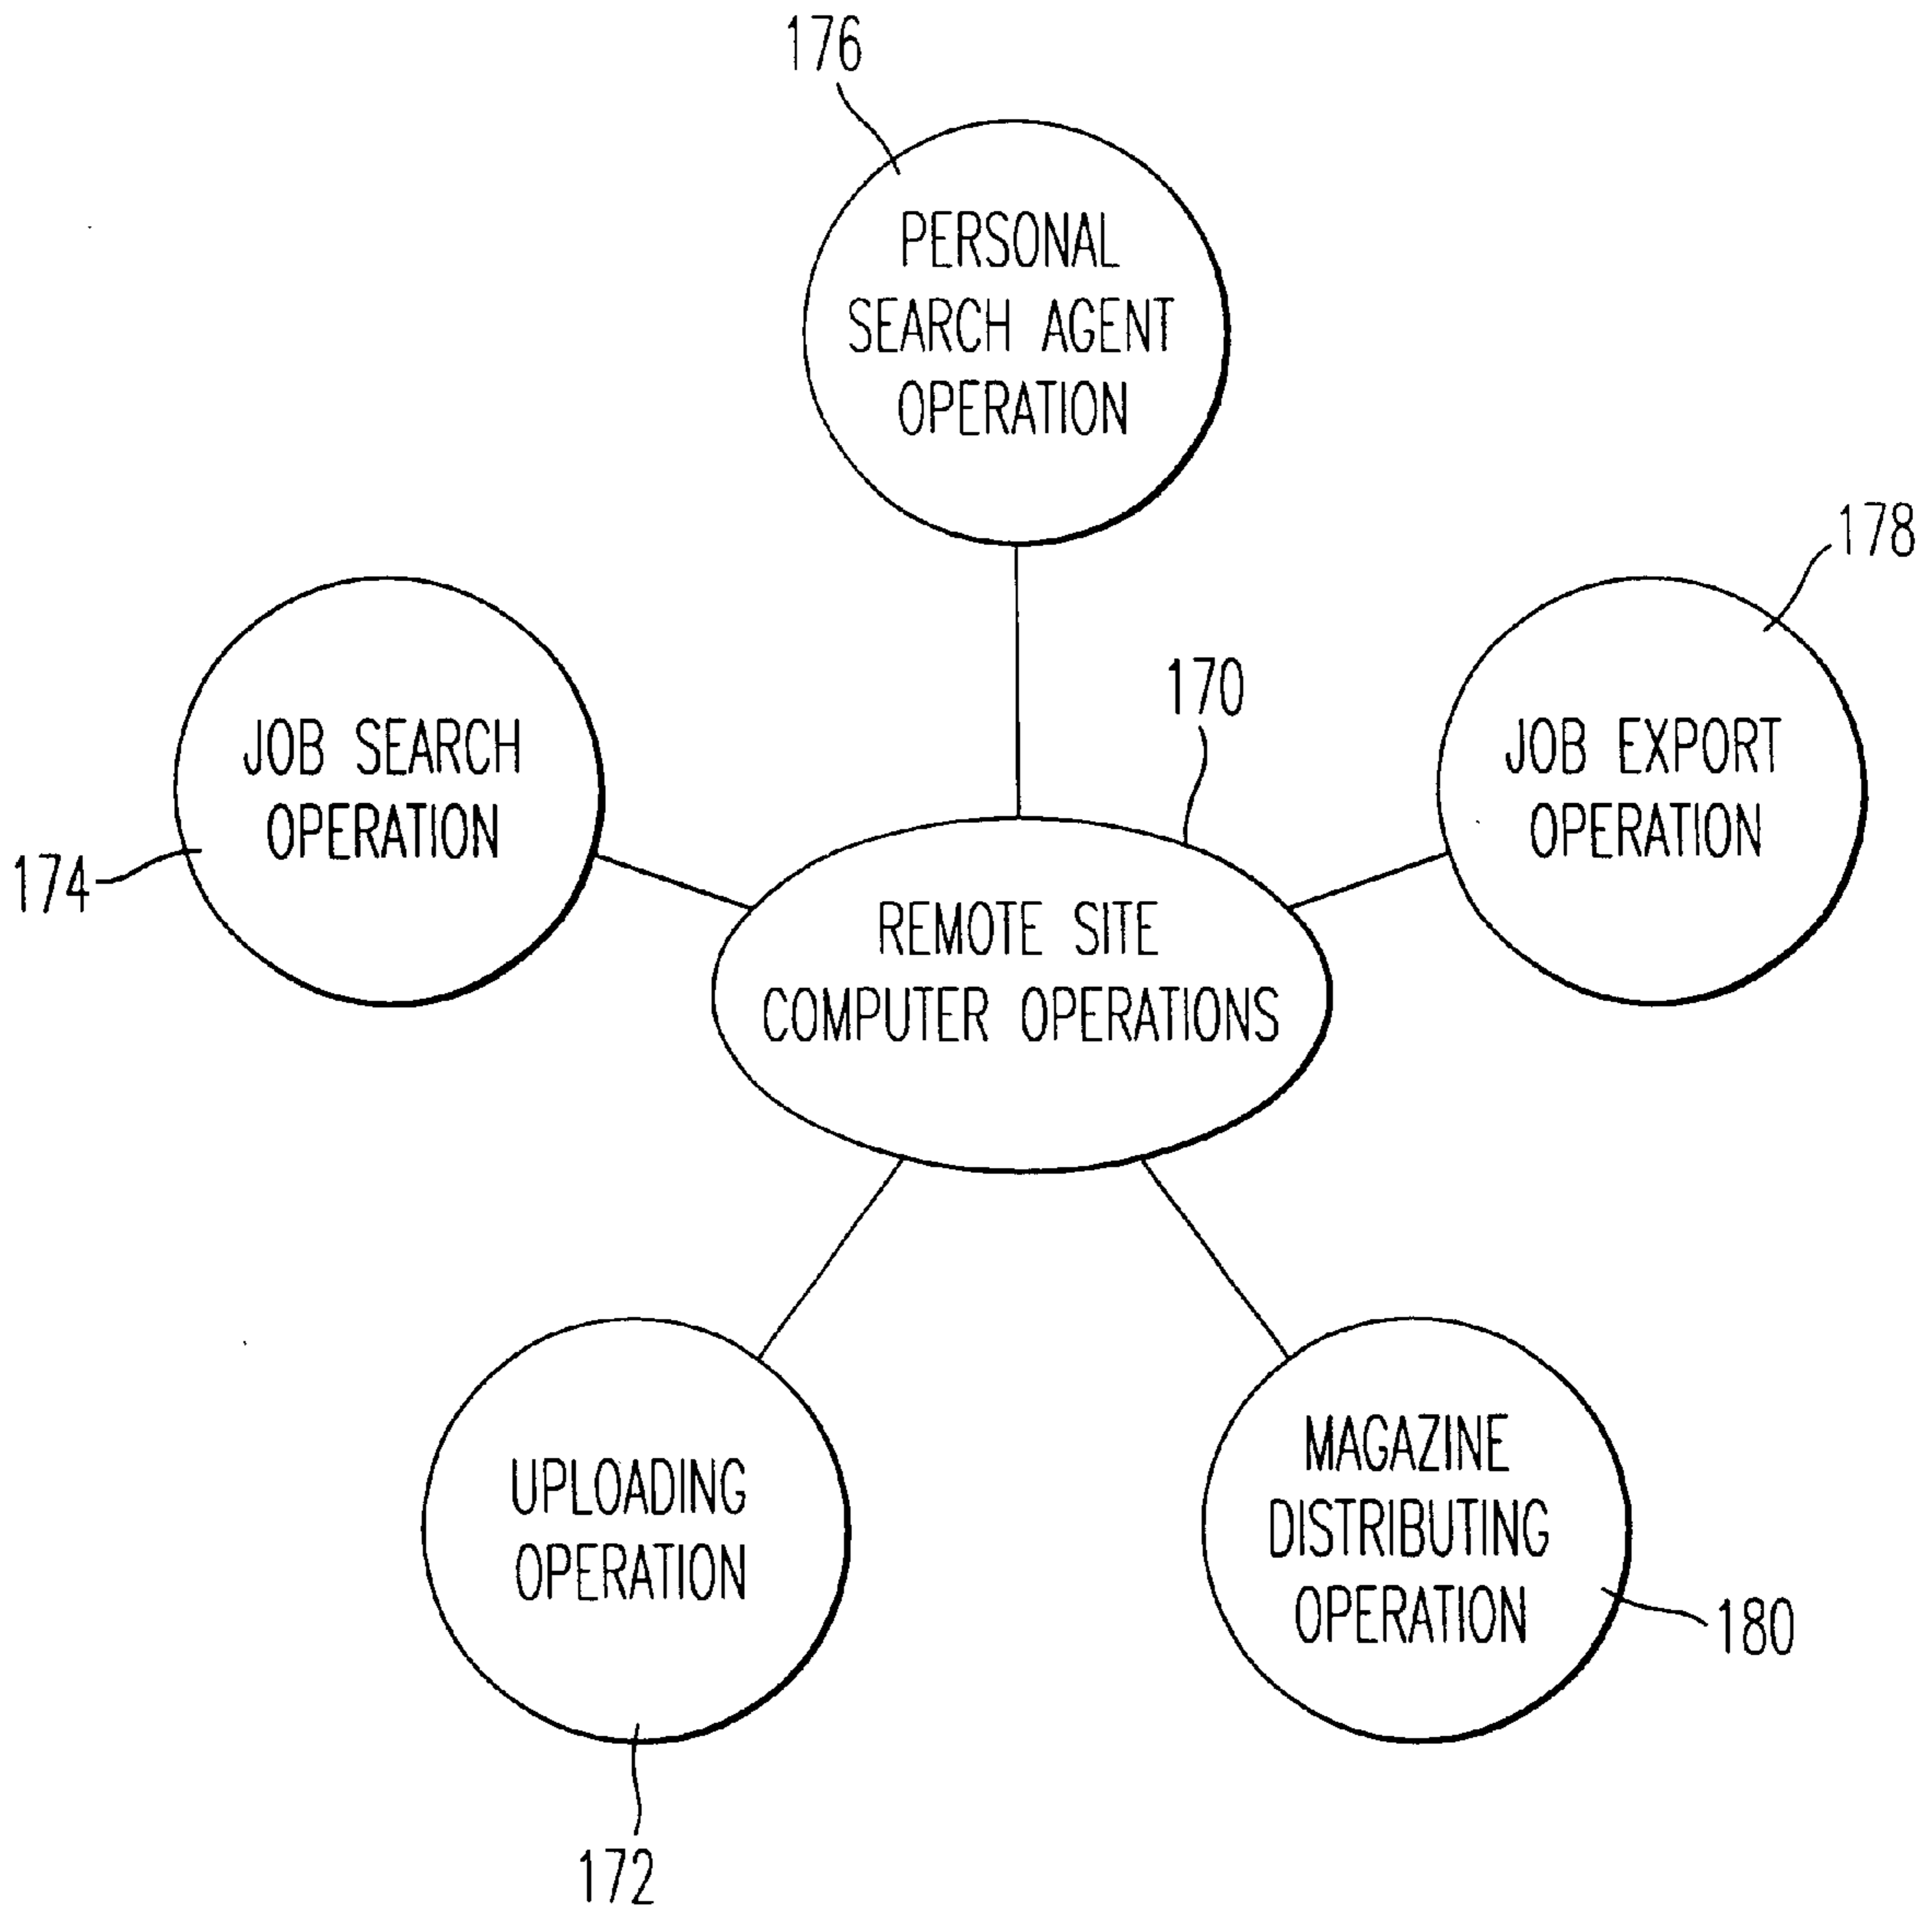 176
PERSONAL
SEARCH AGENT
OPERATION
178
170
JOB SEARCH
OPERATION
174
JOB EXPORT
OPERATION
REMOTE SITE
COMPUTER OPERATIONS
UPLOADING
OPERATION
172
MAGAZINE
DISTRIBUTING
OPERATION
180